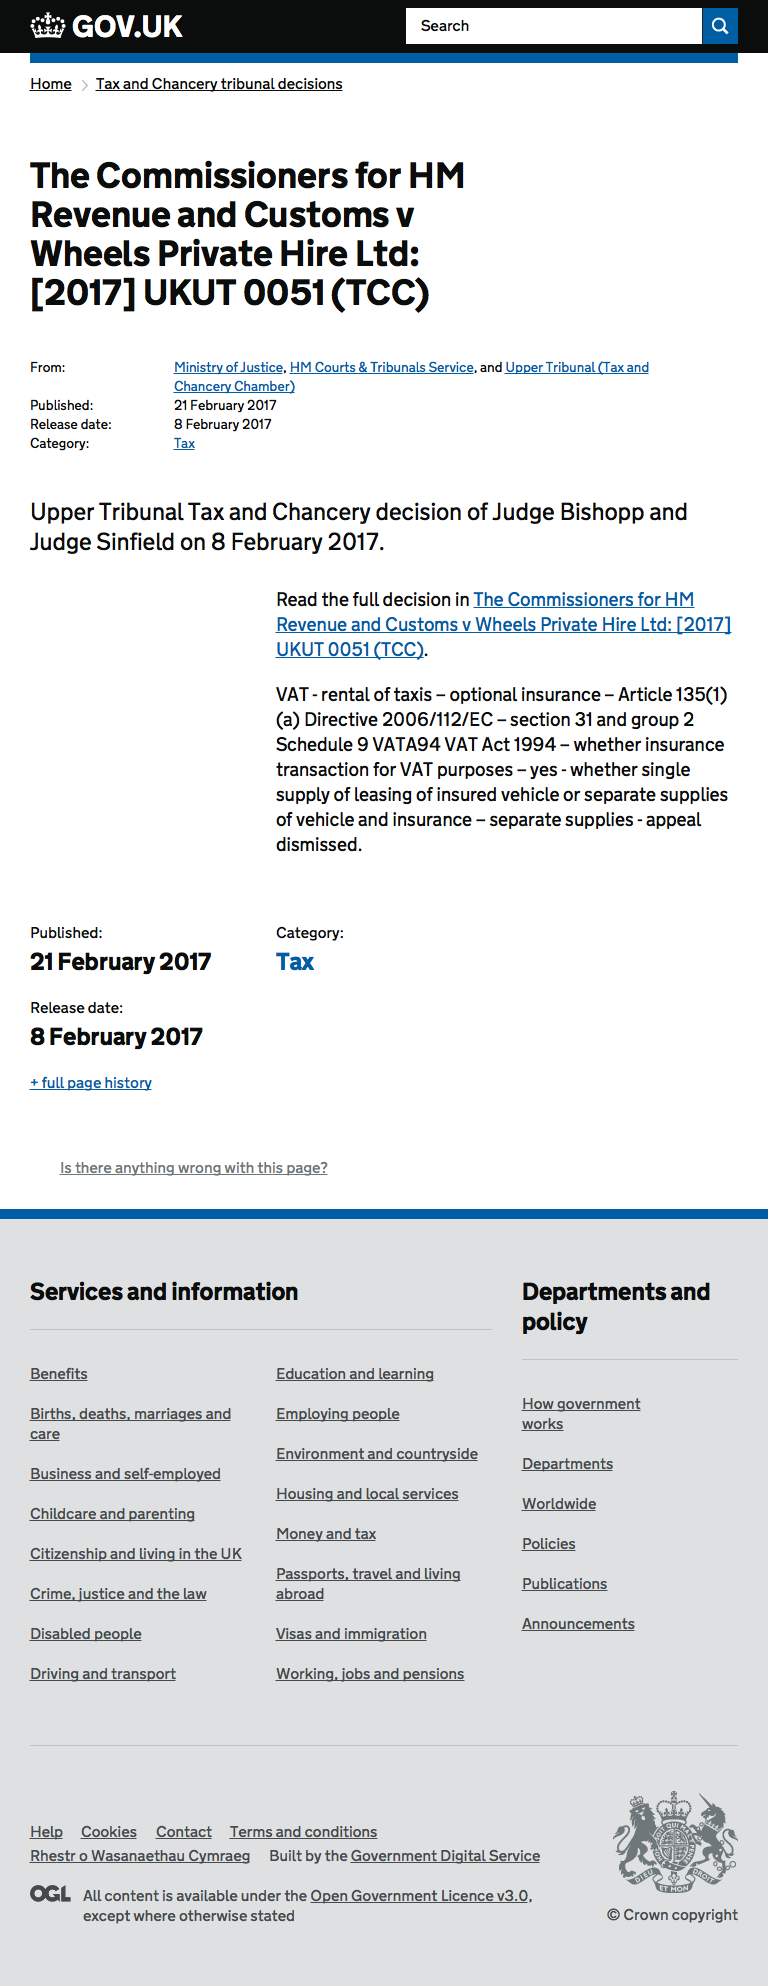 GOV.UK
Search
Home
Tax and Chancery tribunal decisions
The Commissioners for HM
Revenue and Customs v
Wheels Private Hire Ltd:
[2017] UKUT 0051 (TCC)
From:
Ministry of Justice, HM Courts & Tribunals Service, and Upper Tribunal (Tax and
Chancery Chamber)
Published:
21 February 2017
Release date:
8 February 2017
Category:
Tax
Upper Tribunal Tax and Chancery decision of Judge Bishopp and
Judge Sinfield on 8 February 2017.
Read the full decision in The Commissioners for HM
Revenue and Customs v Wheels Private Hire Ltd: [2017]
UKUT 0051 (TCC).
VAT - rental of taxis – optional insurance – Article 135(1)
(a) Directive 2006/112/EC – section 31 and group 2
Schedule 9 VATA94 VAT Act 1994 – whether insurance
transaction for VAT purposes – yes - whether single
supply of leasing of insured vehicle or separate supplies
of vehicle and insurance – separate supplies - appeal
dismissed.
Published:
21 February 2017
Category:
Tax
Release date:
8 February 2017
+ full page history
Is there anything wrong with this page?
Services and information
Benefits
Births, deaths, marriages and
care
Business and self-employed
Childcare and parenting
Citizenship and living in the UK
Crime, justice and the law
Disabled people
Driving and transport
Education and learning
Employing people
Environment and countryside
Housing and local services
Money and tax
Passports, travel and living
abroad
Visas and immigration
Working, jobs and pensions
Departments and
policy
How government
works
Departments
Worldwide
Policies
Publications
Announcements
Help
Cookies
Contact
Terms and conditions
Rhestr o Wasanaethau Cymraeg
Built by the Government Digital Service
OGL
All content is available under the Open Government Licence v3.0,
except where otherwise stated
DIEU ET MON DROIT
© Crown copyright